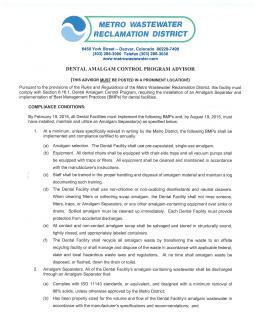 METRO WASTEWATER
RECLAMATION DISTRICT
6450 York Street – Denver, Colorado 80229-7499
(303) 286-3000 Telefax (303) 286-3030
www.metrowastewater.com
DENTAL AMALGAM CONTROL PROGRAM ADVISOR
(THIS ADVISOR MUST BE POSTED IN A PROMINENT LOCATION)
Pursuant to the provisions of the Rules and Regulations of the Metro Wastewater Reclamation District, this facility must
comply with Section 6.16.1, Dental Amalgam Control Program, requiring the installation of an Amalgam Separator and
implementation of Best Management Practices (BMPs) for dental facilities.
COMPLIANCE CONDITIONS:
By February 19, 2015, all Dental Facilities must implement the following BMPs and, by August 19, 2015, must
have installed, maintain and utilize an Amalgam Separator(s) as specified below.
1. At a minimum, unless specifically waived in writing by the Metro District, the following BMPs shall be
implemented and compliance certified to annually.
(a) Amalgam selection. The Dental Facility shall use pre-capsulated, single-use amalgam.
(b) Equipment. All dental chairs shall be equipped with chair-side traps and all vacuum pumps shall
be equipped with traps or filters. All equipment shall be cleaned and maintained in accordance
with the manufacturer's instructions.
(c) Staff shall be trained in the proper handling and disposal of amalgam material and maintain a log
documenting such training.
(d) The Dental Facility shall use non-chlorine or non-oxidizing disinfectants and neutral cleaners.
When cleaning filters or collecting scrap amalgam, the Dental Facility shall not rinse screens,
filters, traps, or Amalgam Separators, or any other amalgam-containing equipment over sinks or
drains. Spilled amalgam must be cleaned up immediately. Each Dental Facility must provide
protection from accidental discharges.
(e) All contact and non-contact amalgam scrap shall be salvaged and stored in structurally sound,
tightly closed, and appropriately labeled containers.
(f) The Dental Facility shall recycle all amalgam waste by transferring the waste to an offsite
recycling facility or shall manage and dispose of the waste in accordance with applicable federal,
state and local hazardous waste laws and regulations. At no time shall amalgam waste be
disposed, or flushed, down the drain or toilet.
2. Amalgam Separators. All of the Dental Facility's amalgam-containing wastewater shall be discharged
through an Amalgam Separator that:
(a) Complies with ISO 11143 standards, or equivalent, and designed with a minimum removal of
98% solids, unless otherwise approved by the Metro District;
(b) Has been properly sized for the volume and flow of the Dental Facility's amalgam wastewater in
accordance with the manufacturer's specifications and recommendations; and